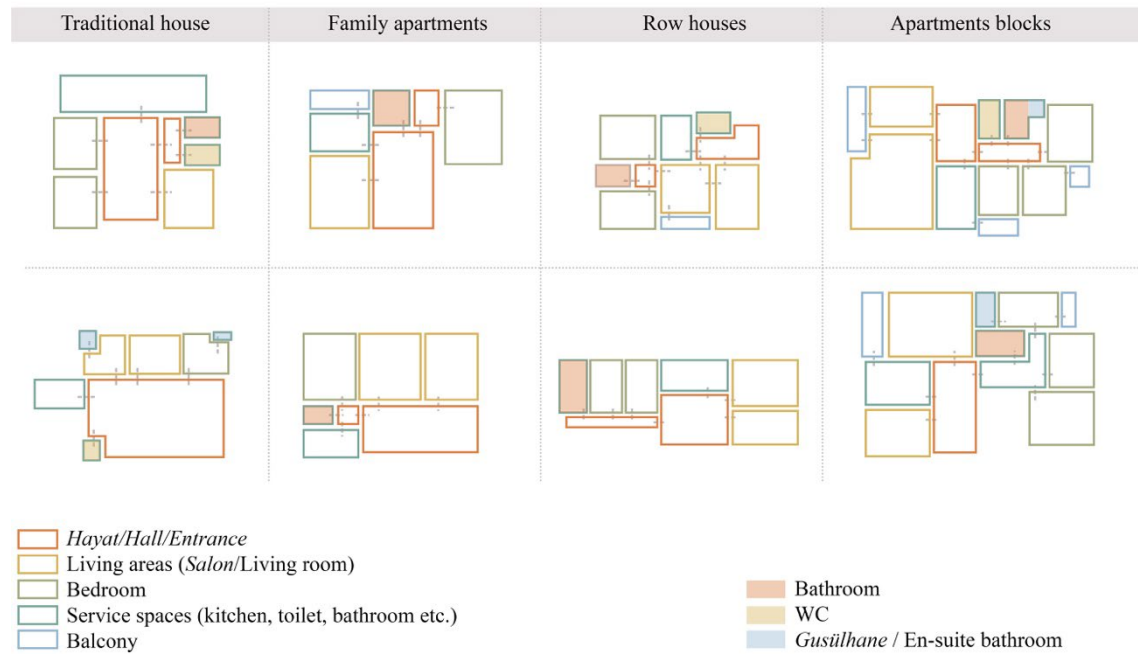 Traditional house
Family apartments
Row houses
Apartments blocks
Hayat/Hall/Entrance
Living areas (Salon/Living room)
Bedroom
Service spaces (kitchen, toilet, bathroom etc.)
Balcony
Bathroom
WC
Gusülhane / En-suite bathroom